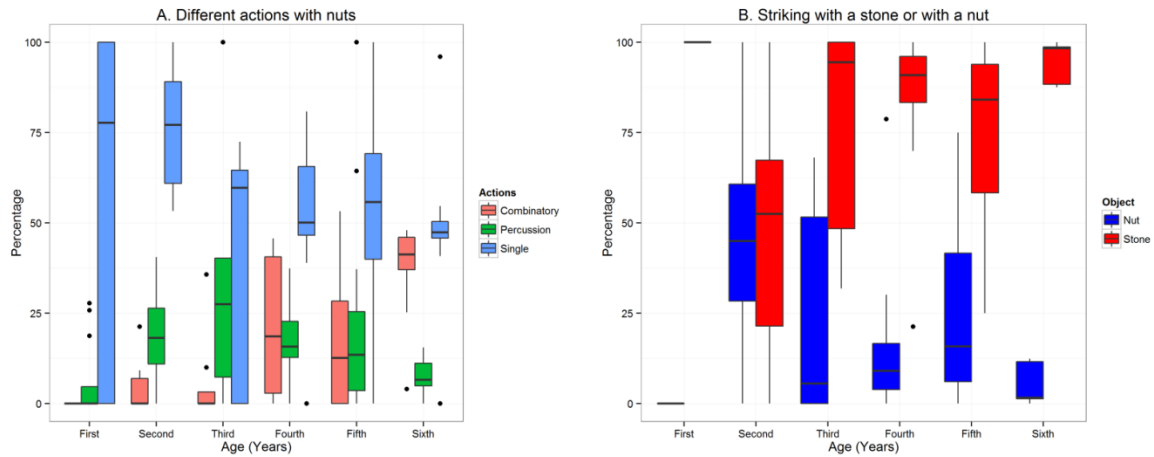 A. Different actions with nuts
100
75
50
25
0
Percentage
First Second Third Fourth Fifth Sixth
Age (Years)
Actions
Combinatory
Percussion
Single
B. Striking with a stone or with a nut
100
75
50
25
0
Percentage
First Second Third Fourth Fifth Sixth
Age (Years)
Object
Nut
Stone